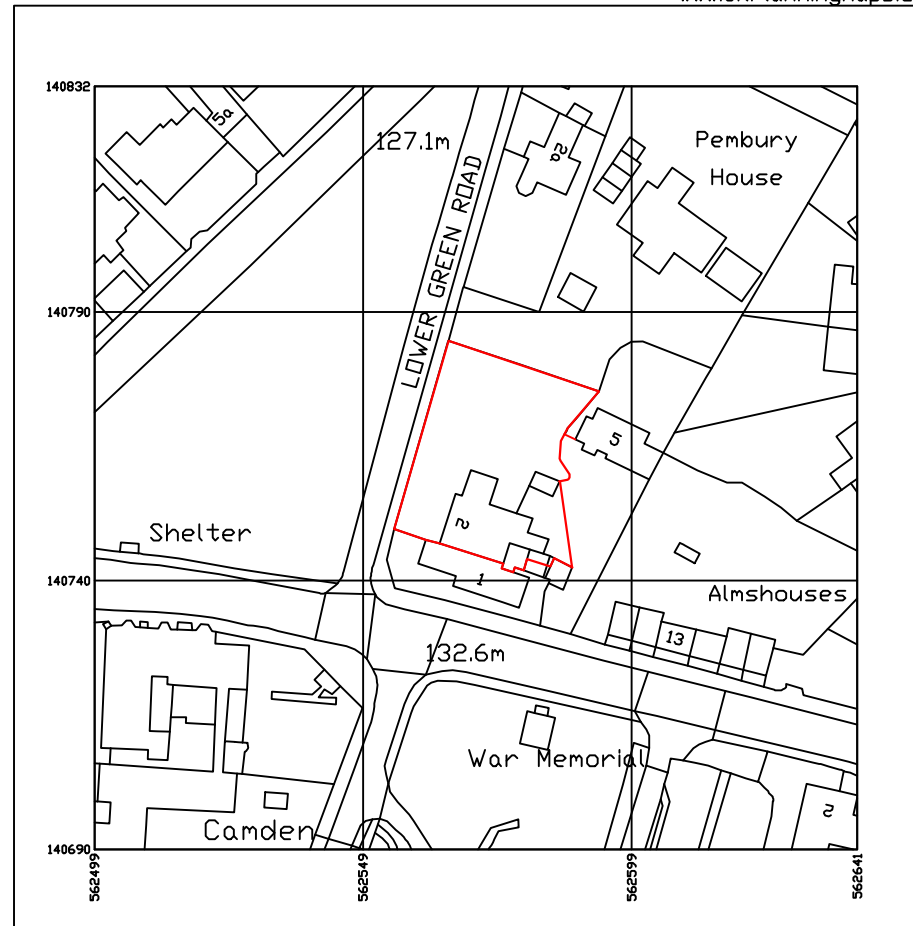 140832
5a
127.1m
2a
Pembury
House
LOWER GREEN ROAD
140790
5
2
Shelter
1
140740
Almshouses
13
132.6m
War Memorial
2
Camden
140690
562499
562549
562599
562641